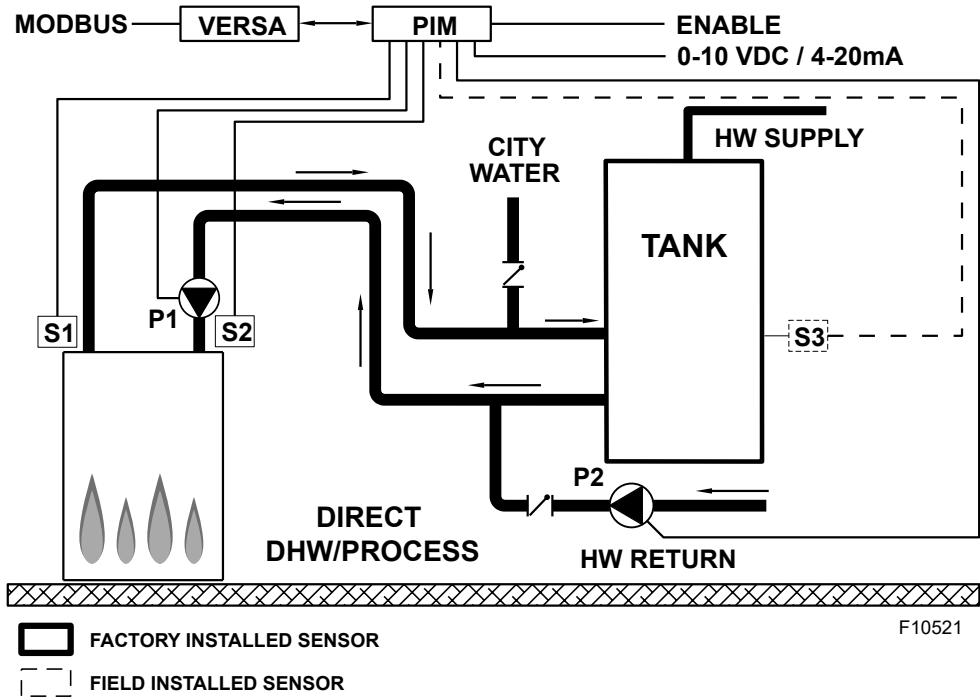 MODBUS
VERSA
PIM
ENABLE
0-10 VDC / 4-20mA
HW SUPPLY
CITY
WATER
TANK
S1
P1
S2
S3
P2
DIRECT
DHW/PROCESS
HW RETURN
F10521
FACTORY INSTALLED SENSOR
FIELD INSTALLED SENSOR